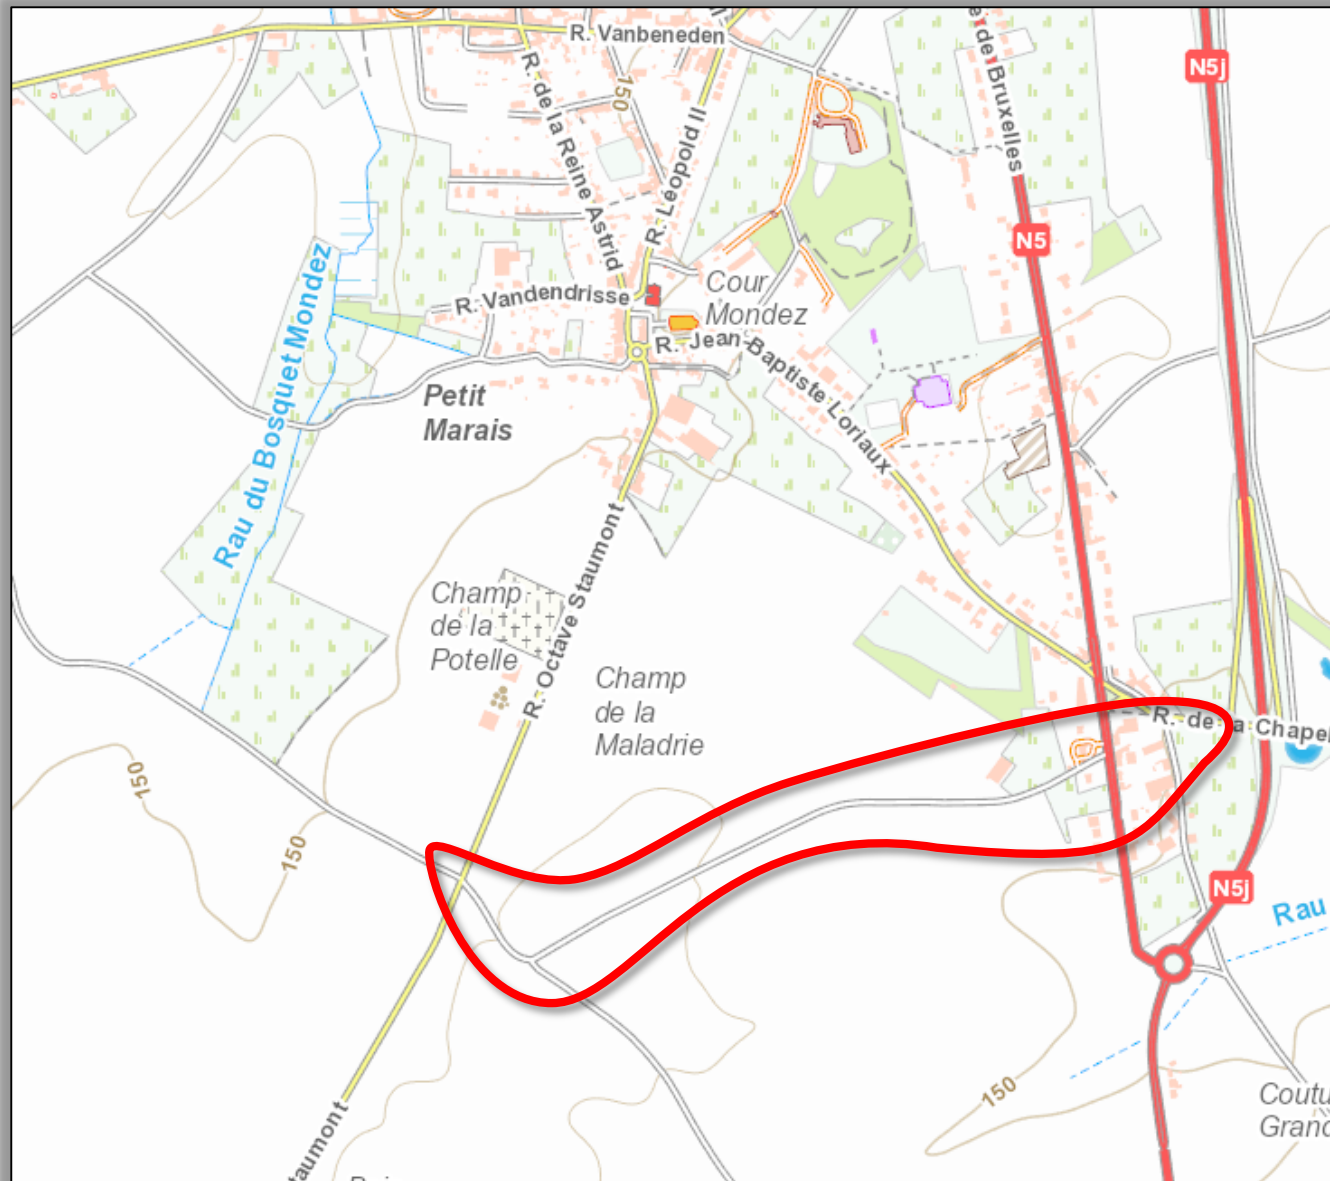 R. Vanbeneden
N5j
R. de la Reine Astrid
150
R. Léopold II
Bruxelles
N5
Rau du Bosquet Mondez
R. Vandendrisse
Cour
Mondez
R. Jean-Baptiste Loriaux
Petit
Marais
Champ
de la
Potelle
R. Octave Staumont
Champ
de la
Maladrie
R. de la Chapel
150
150
N5j
Rau
150
Coutu
Grand
taumont